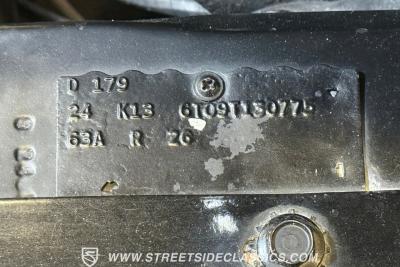 D 179
24 K13 6T09T130775
63A R 26
WWW.STREETSIDECLASSICS.COM